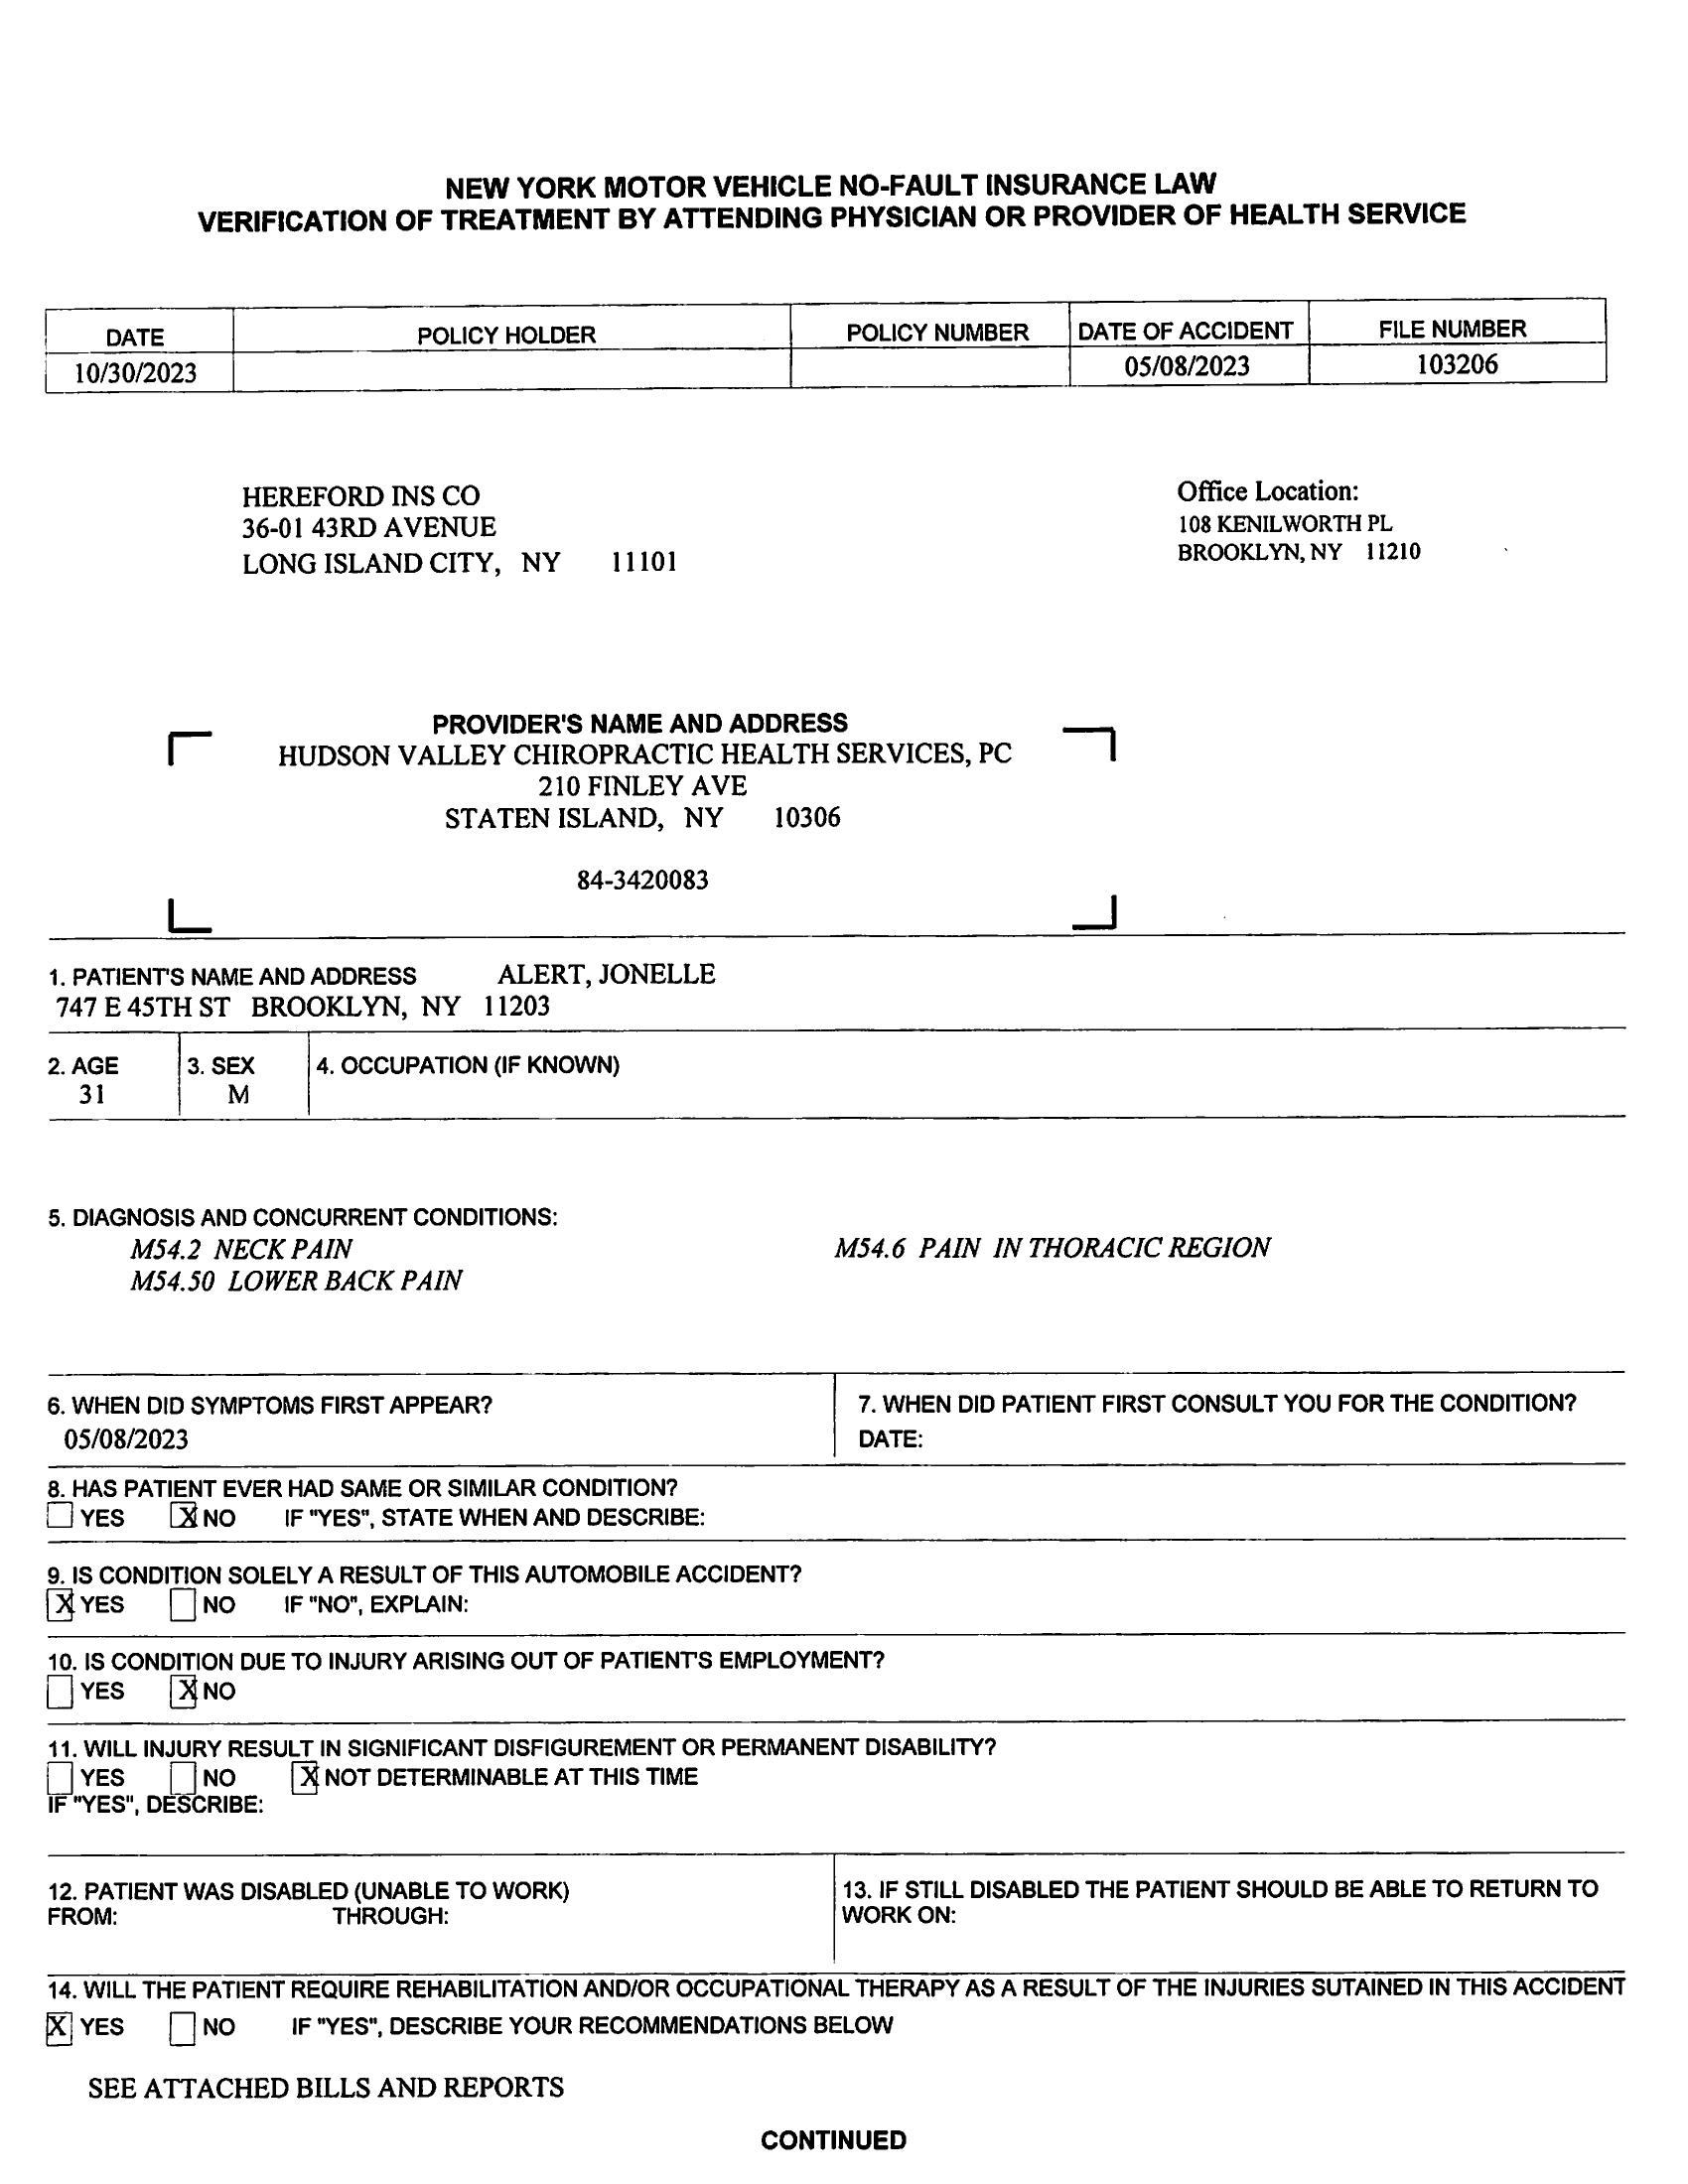 NEW YORK MOTOR VEHICLE NO-FAULT INSURANCE LAW
VERIFICATION OF TREATMENT BY ATTENDING PHYSICIAN OR PROVIDER OF HEALTH SERVICE
DATE POLICY HOLDER POLICY NUMBER DATE OF ACCIDENT FILE NUMBER
10/30/2023 05/08/2023 103206
HEREFORD INS CO
36-01 43RD AVENUE
LONG ISLAND CITY, NY 11101
Office Location:
108 KENILWORTH PL
BROOKLYN, NY 11210
PROVIDER'S NAME AND ADDRESS
HUDSON VALLEY CHIROPRACTIC HEALTH SERVICES, PC
210 FINLEY AVE
STATEN ISLAND, NY 10306
84-3420083
1. PATIENT'S NAME AND ADDRESS ALERT, JONELLE
747 E 45TH ST BROOKLYN, NY 11203
2. AGE 3. SEX 4. OCCUPATION (IF KNOWN)
31 M
5. DIAGNOSIS AND CONCURRENT CONDITIONS:
M54.2 NECK PAIN M54.6 PAIN IN THORACIC REGION
M54.50 LOWER BACK PAIN
6. WHEN DID SYMPTOMS FIRST APPEAR? 7. WHEN DID PATIENT FIRST CONSULT YOU FOR THE CONDITION?
05/08/2023 DATE:
8. HAS PATIENT EVER HAD SAME OR SIMILAR CONDITION?
YES X NO IF "YES", STATE WHEN AND DESCRIBE:
9. IS CONDITION SOLELY A RESULT OF THIS AUTOMOBILE ACCIDENT?
X YES NO IF "NO", EXPLAIN:
10. IS CONDITION DUE TO INJURY ARISING OUT OF PATIENT'S EMPLOYMENT?
YES X NO
11. WILL INJURY RESULT IN SIGNIFICANT DISFIGUREMENT OR PERMANENT DISABILITY?
YES NO X NOT DETERMINABLE AT THIS TIME
IF "YES", DESCRIBE:
12. PATIENT WAS DISABLED (UNABLE TO WORK)
FROM: THROUGH:
13. IF STILL DISABLED THE PATIENT SHOULD BE ABLE TO RETURN TO
WORK ON:
14. WILL THE PATIENT REQUIRE REHABILITATION AND/OR OCCUPATIONAL THERAPY AS A RESULT OF THE INJURIES SUTAINED IN THIS ACCIDENT
X YES NO IF "YES", DESCRIBE YOUR RECOMMENDATIONS BELOW
SEE ATTACHED BILLS AND REPORTS
CONTINUED